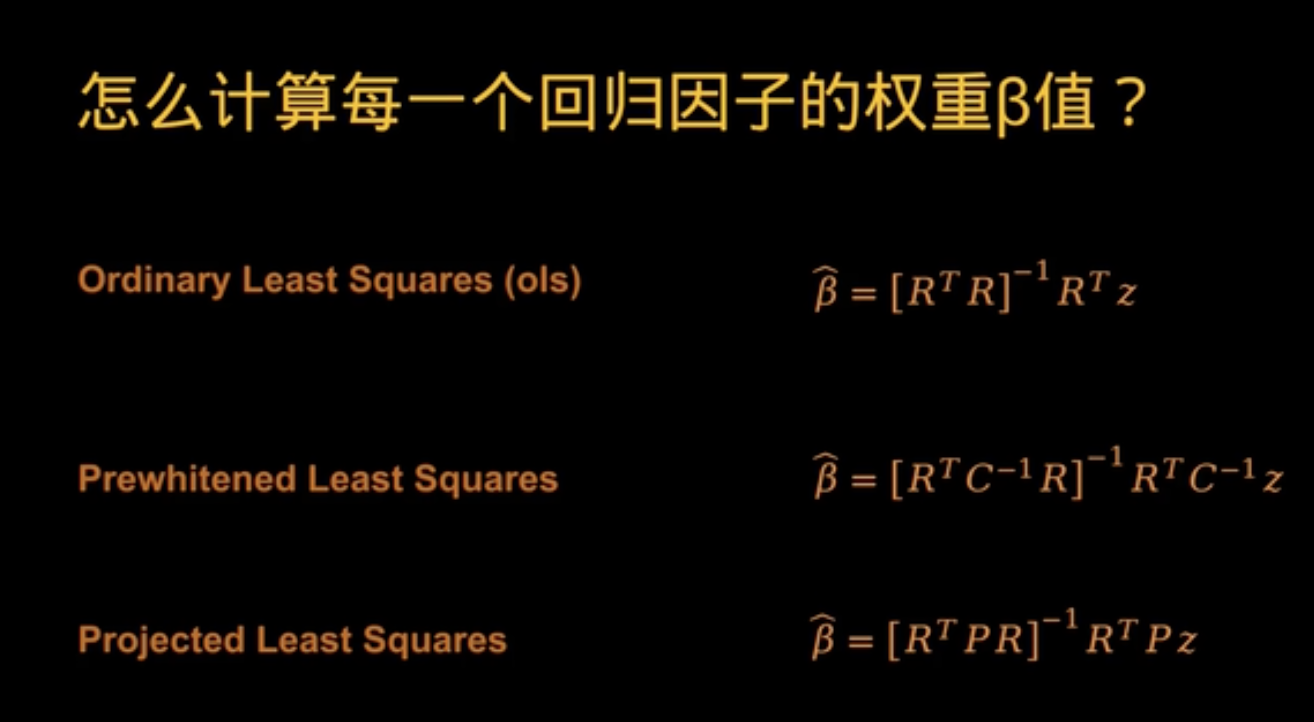 怎么计算每一个回归因子的权重β值？
Ordinary Least Squares (ols) $\widehat{\beta} = [R^T R]^{-1} R^T z$
Prewhitened Least Squares $\widehat{\beta} = [R^T C^{-1} R]^{-1} R^T C^{-1} z$
Projected Least Squares $\widehat{\beta} = [R^T P R]^{-1} R^T P z$